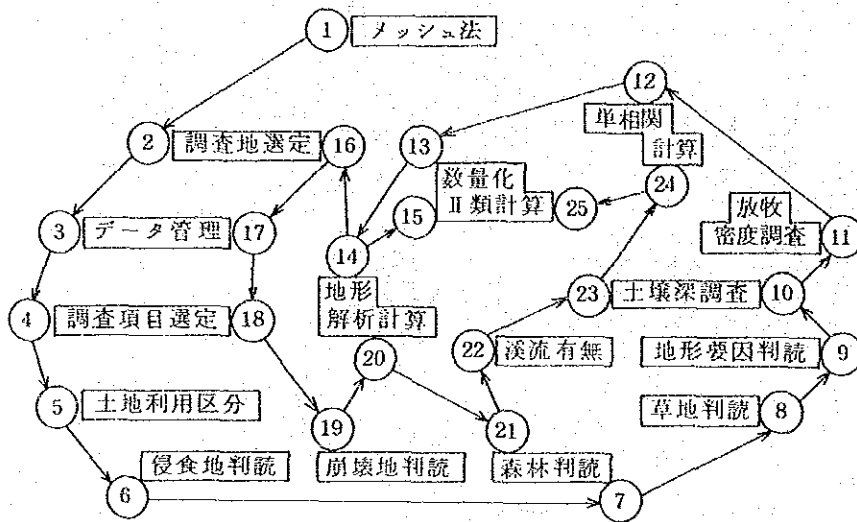 1 メッシュ法
12
2 調査地選定 16
13
単相関
計算
3 データ管理 17
14
15 数量化
Ⅱ類計算 25
24
放牧
密度調査 11
地形
解析計算
4 調査項目選定 18
23 土壌深調査 10
20
22 渓流有無
地形要因判読 9
5 土地利用区分
19 崩壊地判読
21 森林判読
草地判読 8
侵食地判読
6
7